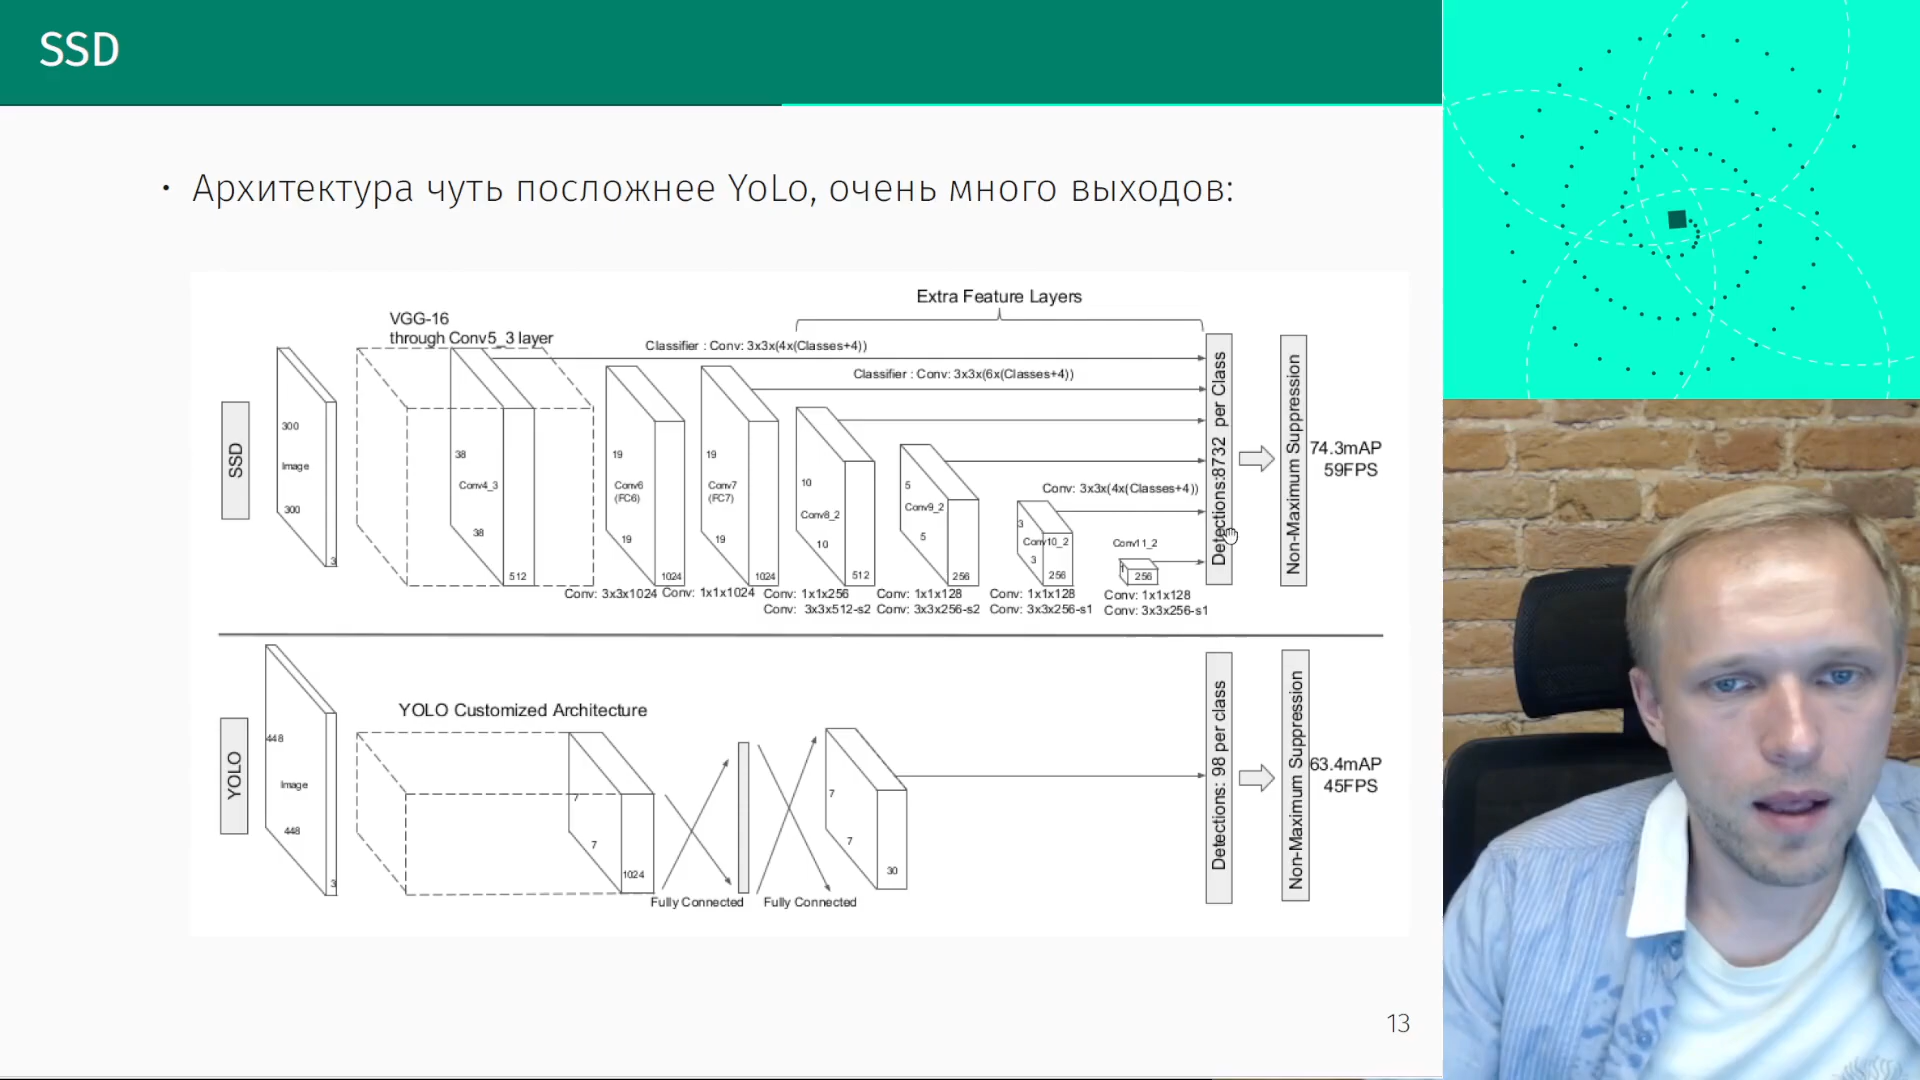 SSD
· Архитектура чуть посложнее YoLo, очень много выходов:
Extra Feature Layers
VGG-16
through Conv5_3 layer
Classifier : Conv: 3x3x(4x(Classes+4))
Classifier : Conv: 3x3x(6x(Classes+4))
SSD
300
Image
300
3
38
Conv4_3
38
512
19
Conv6
(FC6)
19
1024
19
Conv7
(FC7)
19
1024
10
Conv8_2
10
512
5
Conv9_2
5
256
Conv: 3x3x(4x(Classes+4))
3
Conv10_2
3
256
Conv11_2
1
256
Detections:8732 per Class
Non-Maximum Suppression
74.3mAP
59FPS
Conv: 3x3x1024
Conv: 1x1x1024
Conv: 1x1x256
Conv: 3x3x512-s2
Conv: 1x1x128
Conv: 3x3x256-s2
Conv: 1x1x128
Conv: 3x3x256-s1
Conv: 1x1x128
Conv: 3x3x256-s1
YOLO
448
Image
448
3
YOLO Customized Architecture
7
7
1024
Fully Connected
Fully Connected
7
7
30
Detections: 98 per class
Non-Maximum Suppression
63.4mAP
45FPS
13